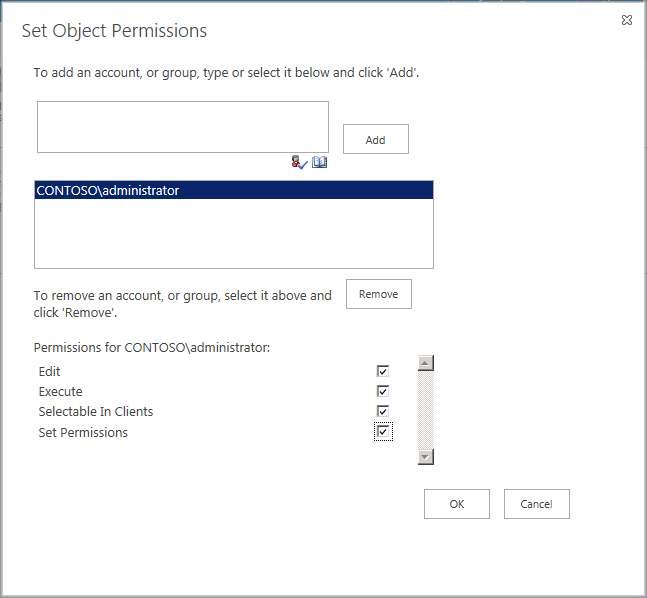 Set Object Permissions
To add an account, or group, type or select it below and click 'Add'.
Add
CONTOSO\administrator
To remove an account, or group, select it above and
click 'Remove'.
Remove
Permissions for CONTOSO\administrator:
Edit
Execute
Selectable In Clients
Set Permissions
OK
Cancel